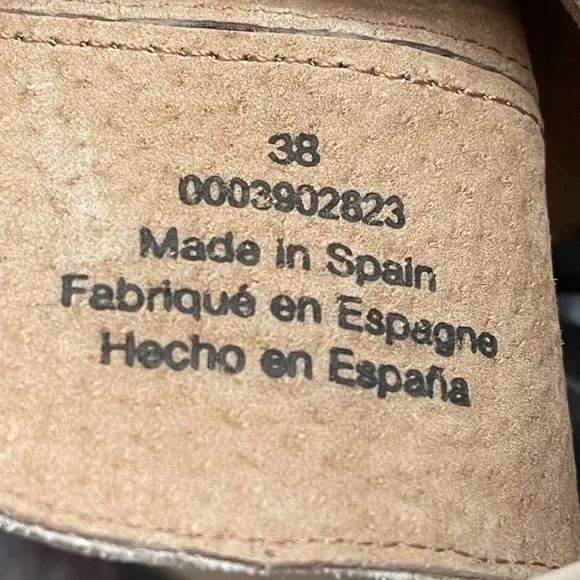 38
0003902823
Made in Spain
Fabriqué en Espagne
Hecho en España